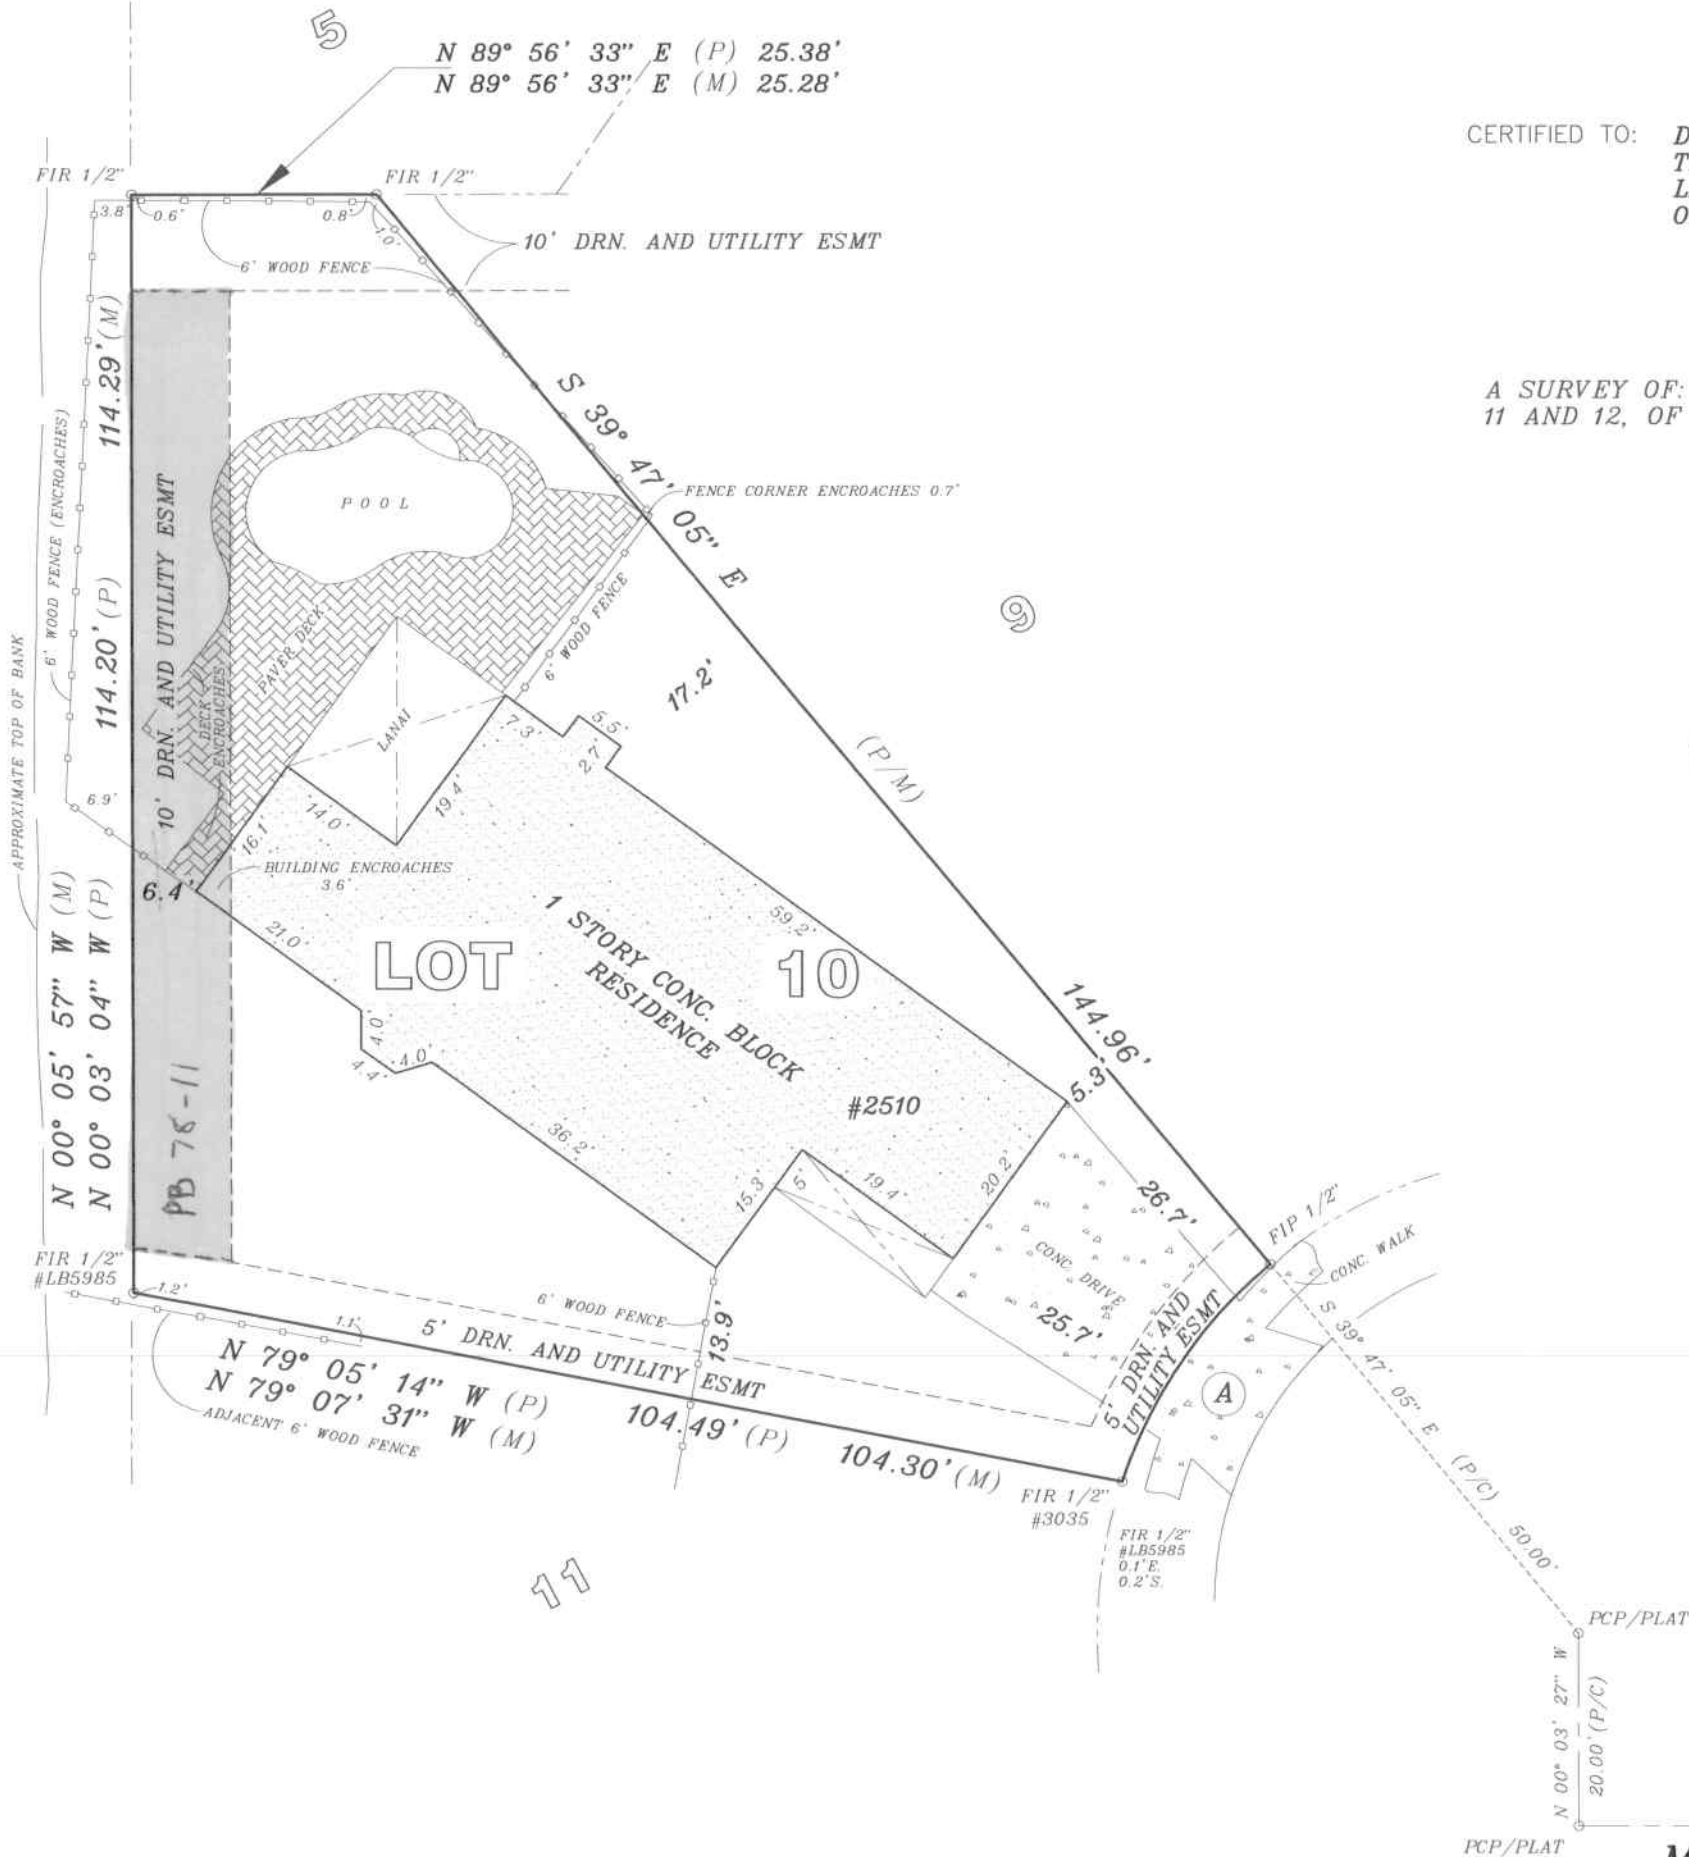 5
N 89° 56' 33" E (P) 25.38'
N 89° 56' 33" E (M) 25.28'
CERTIFIED TO: D
T
L
O
FIR 1/2"
FIR 1/2"
3.8'
0.6'
0.8'
1.0'
10' DRN. AND UTILITY ESMT
6' WOOD FENCE
114.29'(M)
114.20'(P)
A SURVEY OF:
11 AND 12, OF
S 39° 47' 05" E
(P/M)
144.96'
POOL
FENCE CORNER ENCROACHES 0.7'
6' WOOD FENCE (ENCROACHES)
10' DRN. AND UTILITY ESMT
6' WOOD FENCE
9
PAVER DECK
DECK
ENCROACHES
APPROXIMATE TOP OF BANK
LANAI
17.2'
7.3'
5.5'
2.7'
6.9'
14.0'
19.4'
16.1'
BUILDING ENCROACHES
3.6'
6.4'
21.0'
59.2'
LOT 10
1 STORY CONC. BLOCK
RESIDENCE
#2510
N 00° 05' 57" W (M)
N 00° 03' 04" W (P)
4.0'
4.4'
4.0'
5.3'
PB 78-11
36.2'
15.3'
5'
19.4'
20.2'
26.7'
FIP 1/2"
CONC. WALK
CONC. DRIVE
FIR 1/2"
#LB5985
1.2'
1.1'
6' WOOD FENCE
13.9'
25.7'
5' DRN. AND
UTILITY ESMT
5' DRN. AND UTILITY ESMT
N 79° 05' 14" W (P)
N 79° 07' 31" W (M)
ADJACENT 6' WOOD FENCE
104.49'(P)
104.30'(M)
A
S 39° 47' 05" E (P/C) 50.00'
FIR 1/2"
#3035
FIR 1/2"
#LB5985
0.1'E.
0.2'S.
11
PCP/PLAT
N 00° 03' 27" W
20.00'(P/C)
PCP/PLAT